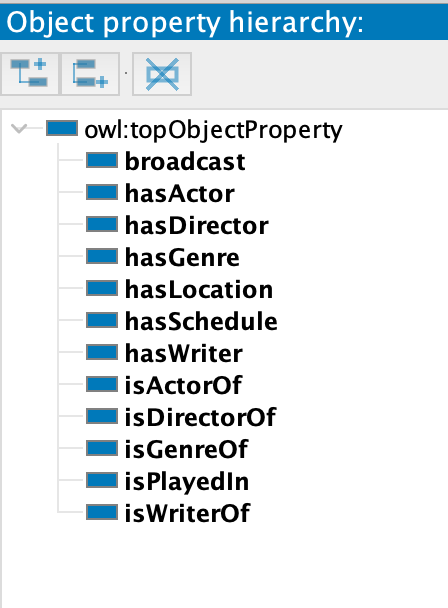 Object property hierarchy:
owl:topObjectProperty
broadcast
hasActor
hasDirector
hasGenre
hasLocation
hasSchedule
hasWriter
isActorOf
isDirectorOf
isGenreOf
isPlayedIn
isWriterOf